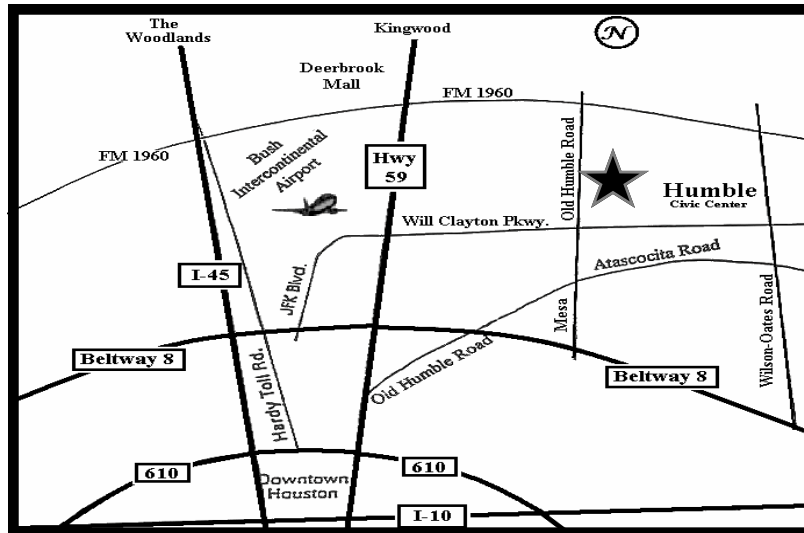 The
Woodlands
Kingwood
N
Deerbrook
Mall
FM 1960
FM 1960
Bush
Intercontinental
Airport
Hwy
59
Old Humble Road
Humble
Civic Center
Will Clayton Pkwy.
Atascocita Road
I-45
JFK Blvd.
Mesa
Wilson-Oates Road
Beltway 8
Hardy Toll Rd.
Old Humble Road
Beltway 8
610
610
Downtown
Houston
I-10